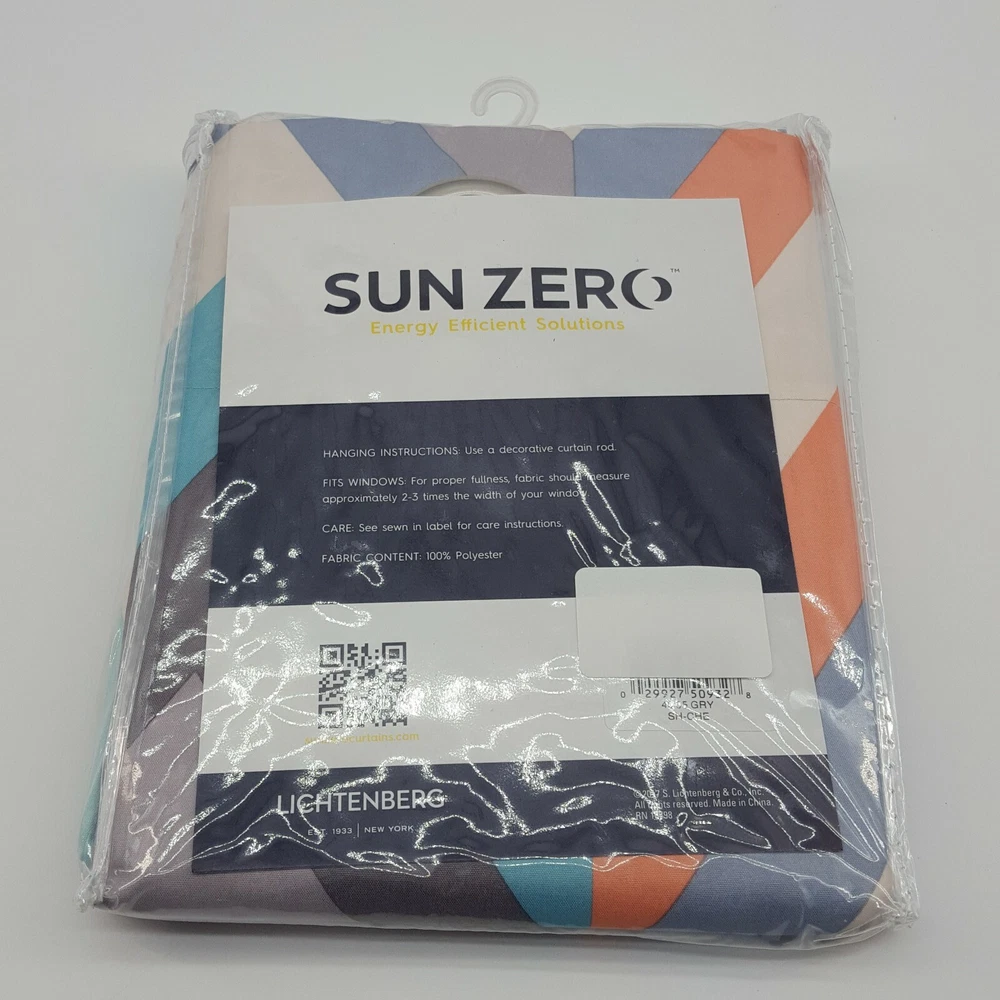 SUN ZERO™
Energy Efficient Solutions
HANGING INSTRUCTIONS: Use a decorative curtain rod.
FITS WINDOWS: For proper fullness, fabric should measure
approximately 2-3 times the width of your window.
CARE: See sewn in label for care instructions.
FABRIC CONTENT: 100% Polyester
0 29927 50932 8
GRY
SH-CHE
LICHTENBERG
EST. 1933 | NEW YORK
S. Lichtenberg & Co., Inc.
All rights reserved. Made in China.
RN